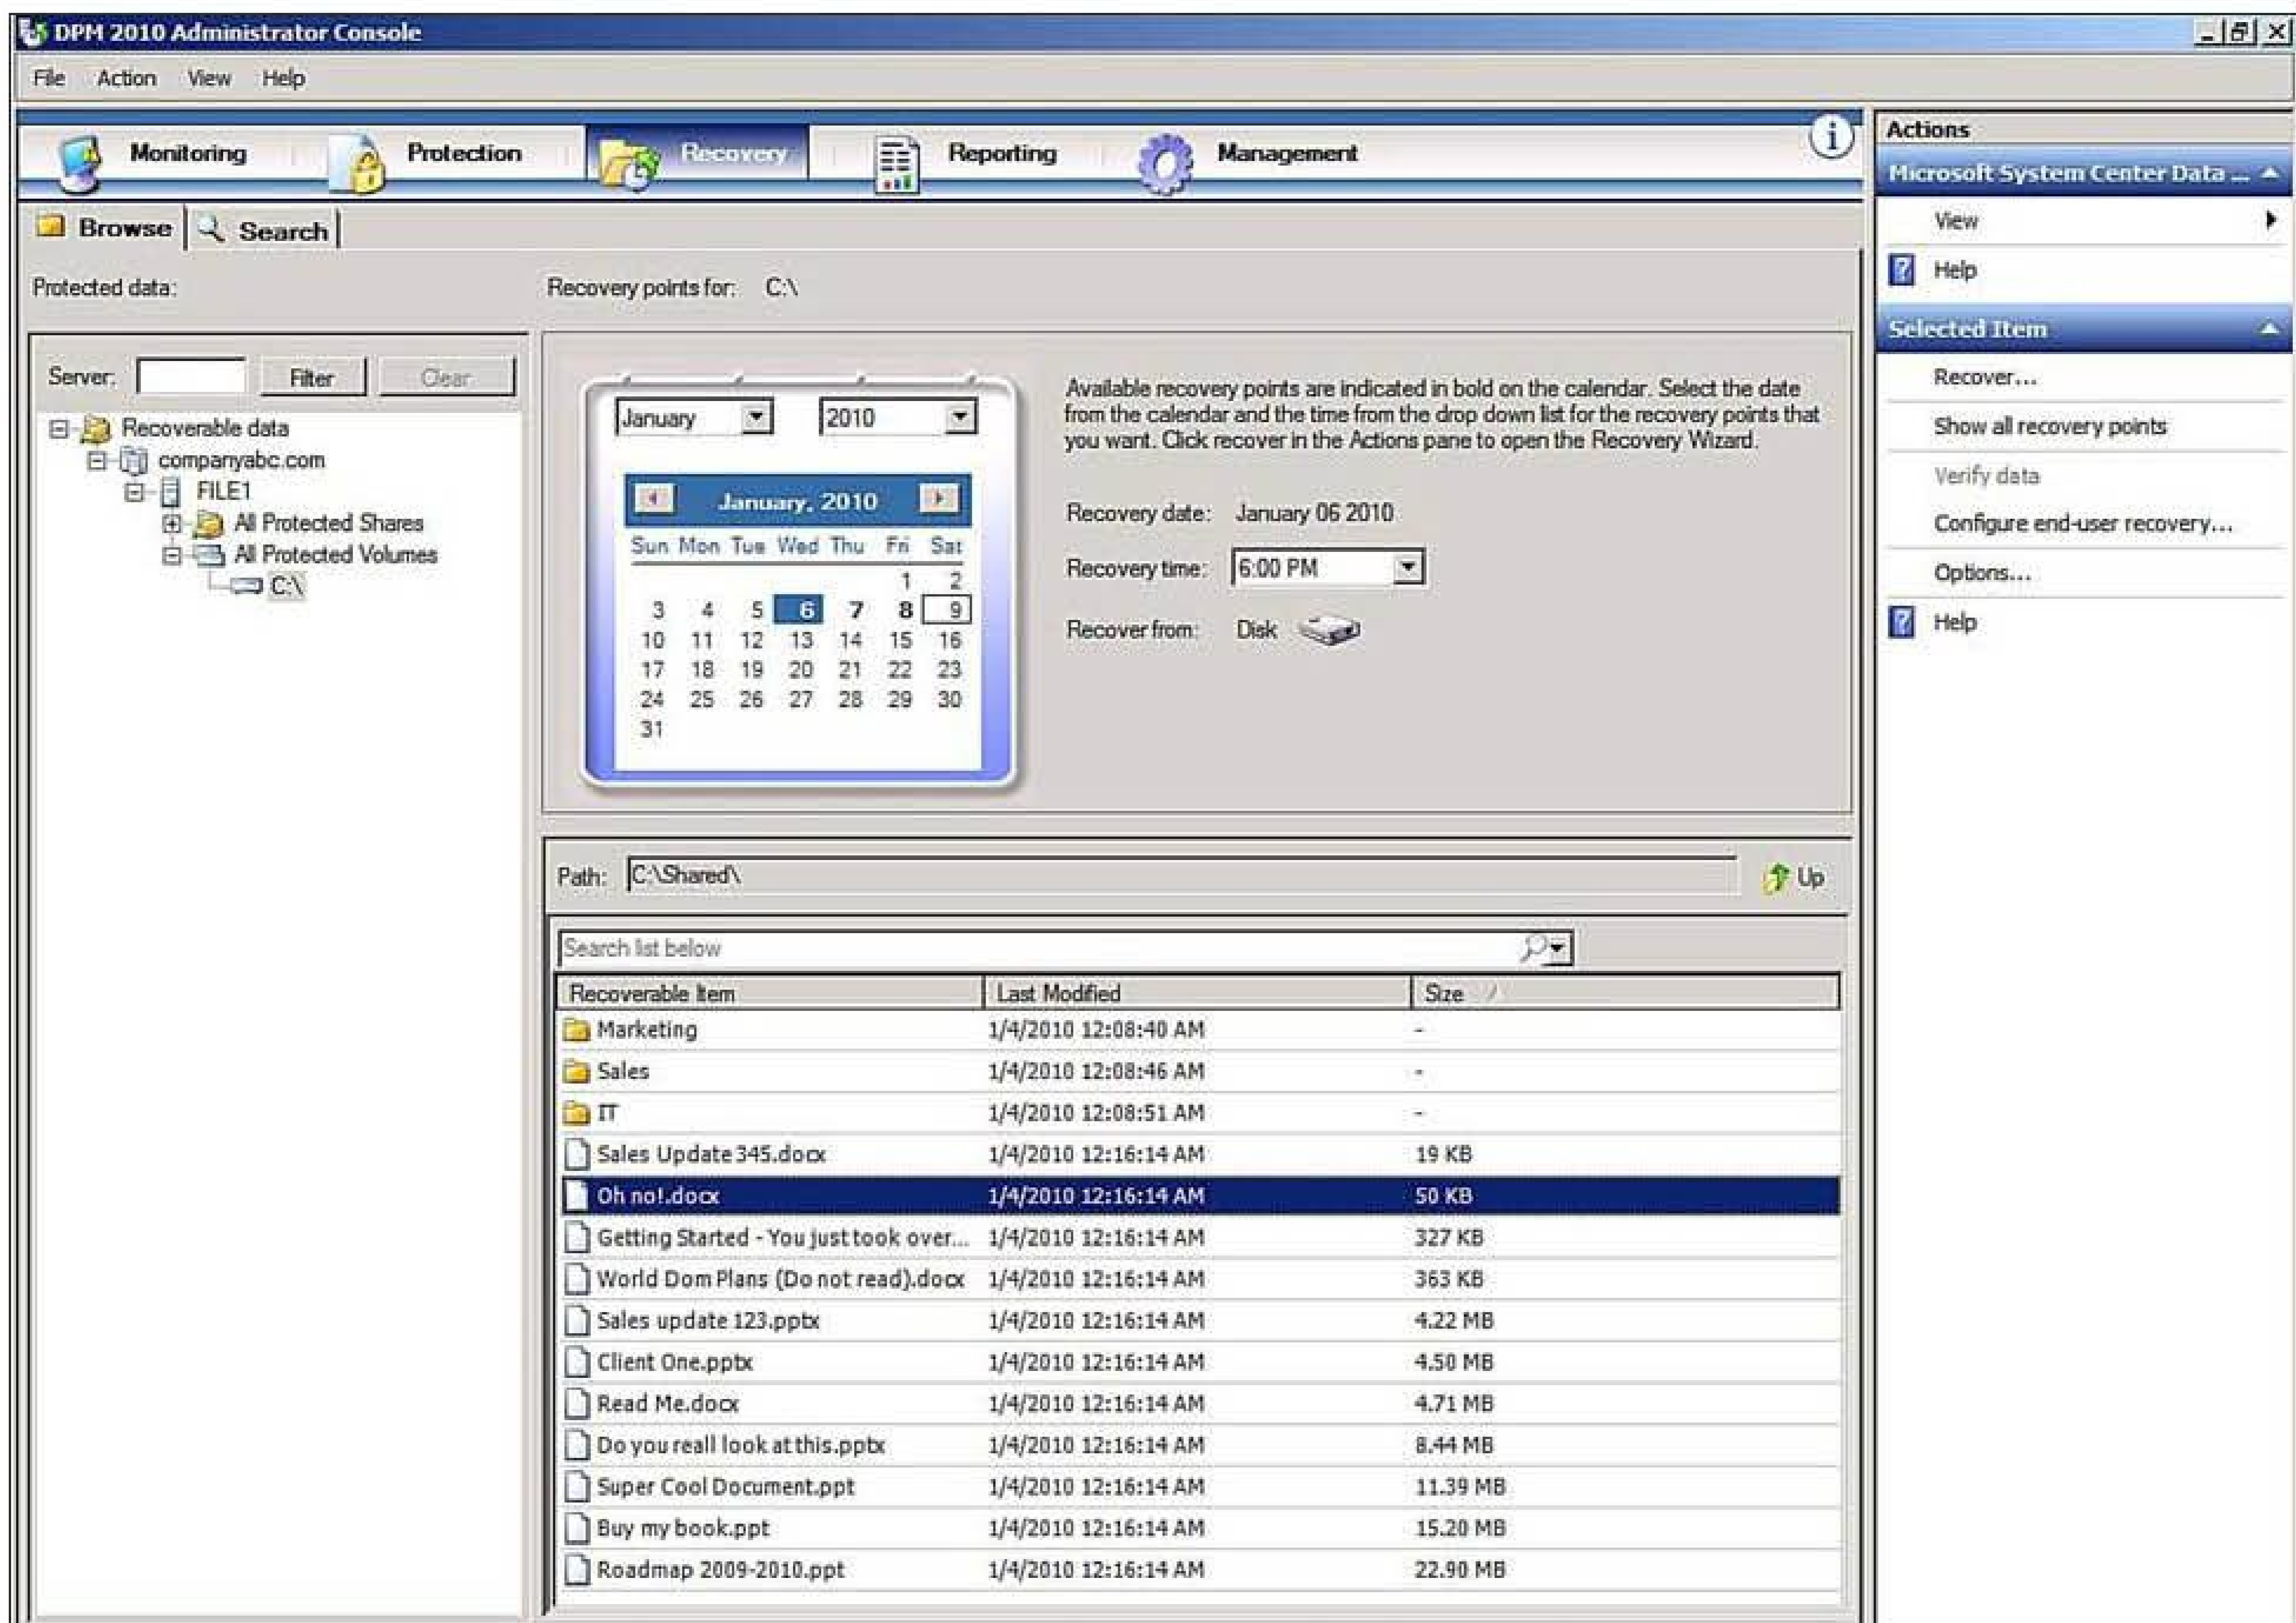 DPM 2010 Administrator Console
File Action View Help
Monitoring Protection Recovery Reporting Management
Browse Search
Protected data:
Server: Filter Clear
Recoverable data
companyabc.com
FILE1
All Protected Shares
All Protected Volumes
C:\
Recovery points for: C:\
January 2010
January, 2010
Sun Mon Tue Wed Thu Fri Sat
1 2
3 4 5 6 7 8 9
10 11 12 13 14 15 16
17 18 19 20 21 22 23
24 25 26 27 28 29 30
31
Available recovery points are indicated in bold on the calendar. Select the date
from the calendar and the time from the drop down list for the recovery points that
you want. Click recover in the Actions pane to open the Recovery Wizard.
Recovery date: January 06 2010
Recovery time: 6:00 PM
Recover from: Disk
Path: C:\Shared\ Up
Search list below
Recoverable Item Last Modified Size
Marketing 1/4/2010 12:08:40 AM -
Sales 1/4/2010 12:08:46 AM -
IT 1/4/2010 12:08:51 AM -
Sales Update 345.docx 1/4/2010 12:16:14 AM 19 KB
Oh no!.docx 1/4/2010 12:16:14 AM 50 KB
Getting Started - You just took over... 1/4/2010 12:16:14 AM 327 KB
World Dom Plans (Do not read).docx 1/4/2010 12:16:14 AM 363 KB
Sales update 123.pptx 1/4/2010 12:16:14 AM 4.22 MB
Client One.pptx 1/4/2010 12:16:14 AM 4.50 MB
Read Me.docx 1/4/2010 12:16:14 AM 4.71 MB
Do you reall look at this.pptx 1/4/2010 12:16:14 AM 8.44 MB
Super Cool Document.ppt 1/4/2010 12:16:14 AM 11.39 MB
Buy my book.ppt 1/4/2010 12:16:14 AM 15.20 MB
Roadmap 2009-2010.ppt 1/4/2010 12:16:14 AM 22.90 MB
Actions
Microsoft System Center Data ...
View
Help
Selected Item
Recover...
Show all recovery points
Verify data
Configure end-user recovery...
Options...
Help